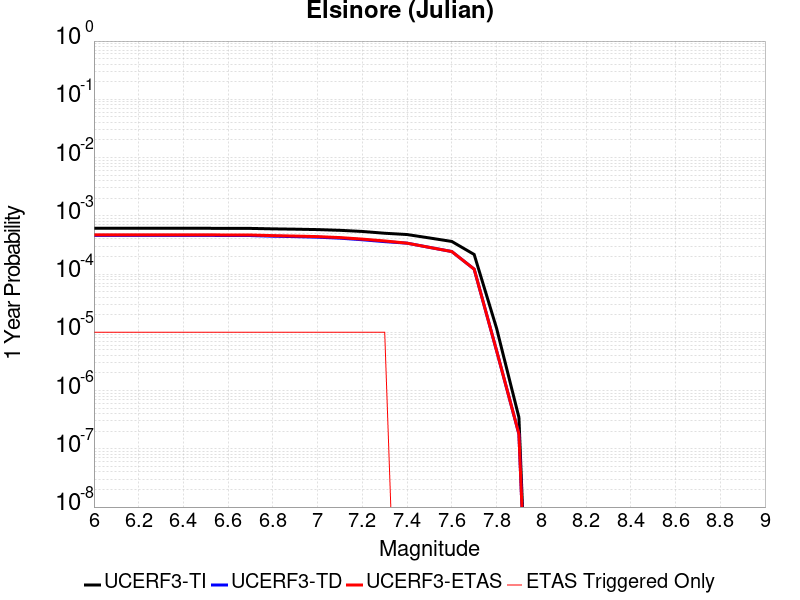 Elsinore (Julian)
10 0
10 -1
10 -2
10 -3
10 -4
10 -5
10 -6
10 -7
10 -8
1 Year Probability
6 6.2 6.4 6.6 6.8 7 7.2 7.4 7.6 7.8 8 8.2 8.4 8.6 8.8 9
Magnitude
UCERF3-TI UCERF3-TD UCERF3-ETAS ETAS Triggered Only